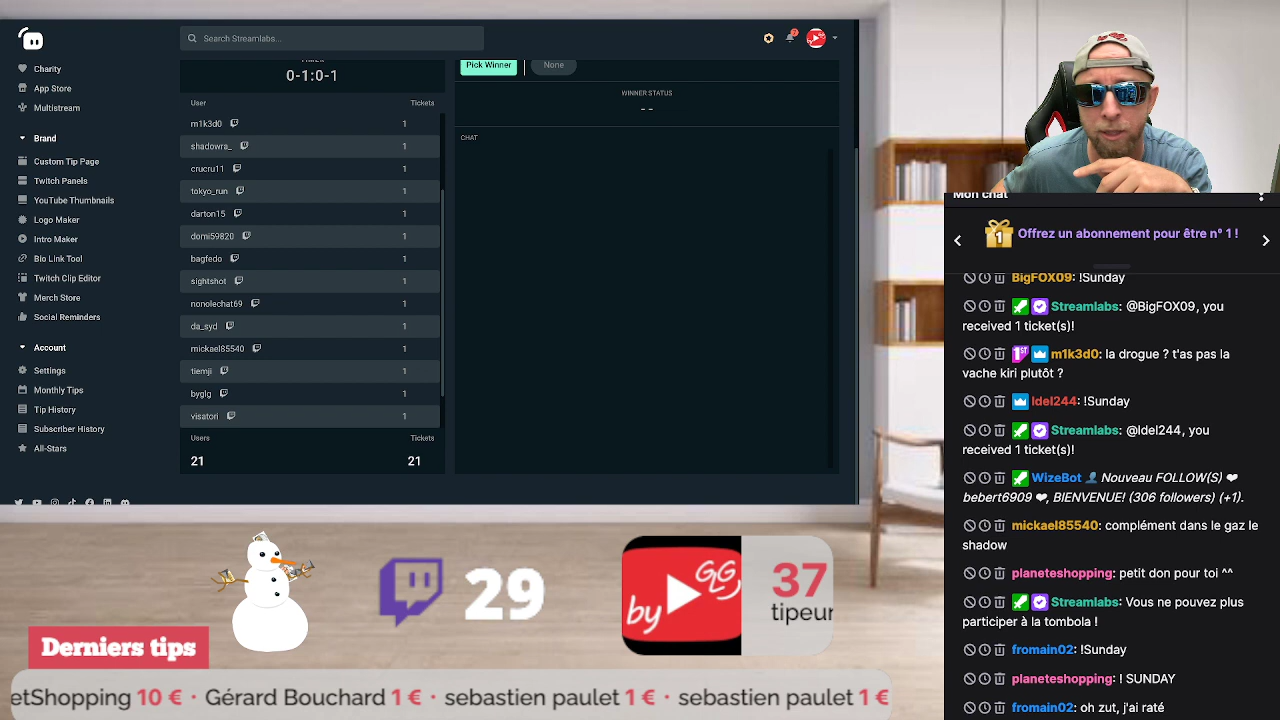 Search Streamlabs...
Charity
App Store
Multistream
Brand
Custom Tip Page
Twitch Panels
YouTube Thumbnails
Logo Maker
Intro Maker
Bio Link Tool
Twitch Clip Editor
Merch Store
Social Reminders
Account
Settings
Monthly Tips
Tip History
Subscriber History
All-Stars
0-1:0-1
User Tickets
m1k3d0 1
shadowra_ 1
crucru11 1
tokyo_run 1
darton15 1
domi59820 1
bagfedo 1
sightshot 1
nonolechat69 1
da_syd 1
mickael85540 1
tiemji 1
byglg 1
visatori 1
Users Tickets
21 21
Pick Winner None
WINNER STATUS
--
CHAT
Mon chat
1 Offrez un abonnement pour être n° 1 !
BigFOX09: !Sunday
Streamlabs: @BigFOX09, you
received 1 ticket(s)!
1ST m1k3d0: la drogue ? t'as pas la
vache kiri plutôt ?
ldel244: !Sunday
Streamlabs: @ldel244, you
received 1 ticket(s)!
WizeBot 👤 Nouveau FOLLOW(S) ❤
bebert6909 ❤, BIENVENUE! (306 followers) (+1).
mickael85540: complément dans le gaz le
shadow
planeteshopping: petit don pour toi ^^
Streamlabs: Vous ne pouvez plus
participer à la tombola !
fromain02: !Sunday
planeteshopping: ! SUNDAY
fromain02: oh zut, j'ai raté
29
by GLG
37
tipeur
Derniers tips
etShopping 10 € · Gérard Bouchard 1 € · sebastien paulet 1 € · sebastien paulet 1 €